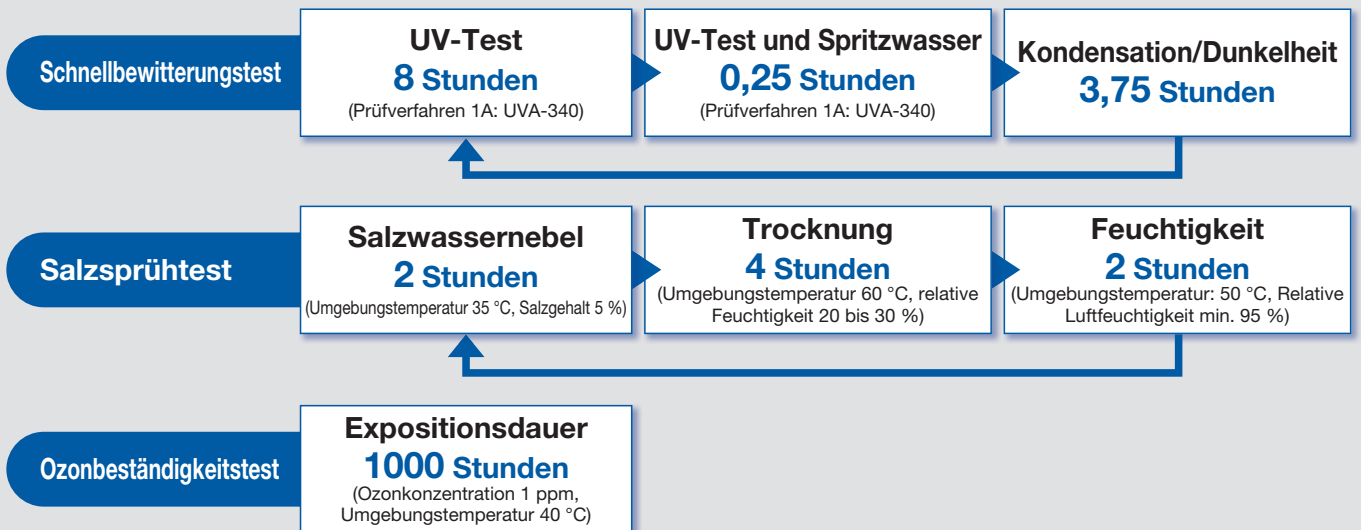 Schnellbewitterungstest
UV-Test
8 Stunden
(Prüfverfahren 1A: UVA-340)
UV-Test und Spritzwasser
0,25 Stunden
(Prüfverfahren 1A: UVA-340)
Kondensation/Dunkelheit
3,75 Stunden
Salzsprühtest
Salzwassernebel
2 Stunden
(Umgebungstemperatur 35 °C, Salzgehalt 5 %)
Trocknung
4 Stunden
(Umgebungstemperatur 60 °C, relative
Feuchtigkeit 20 bis 30 %)
Feuchtigkeit
2 Stunden
(Umgebungstemperatur: 50 °C, Relative
Luftfeuchtigkeit min. 95 %)
Ozonbeständigkeitstest
Expositionsdauer
1000 Stunden
(Ozonkonzentration 1 ppm,
Umgebungstemperatur 40 °C)